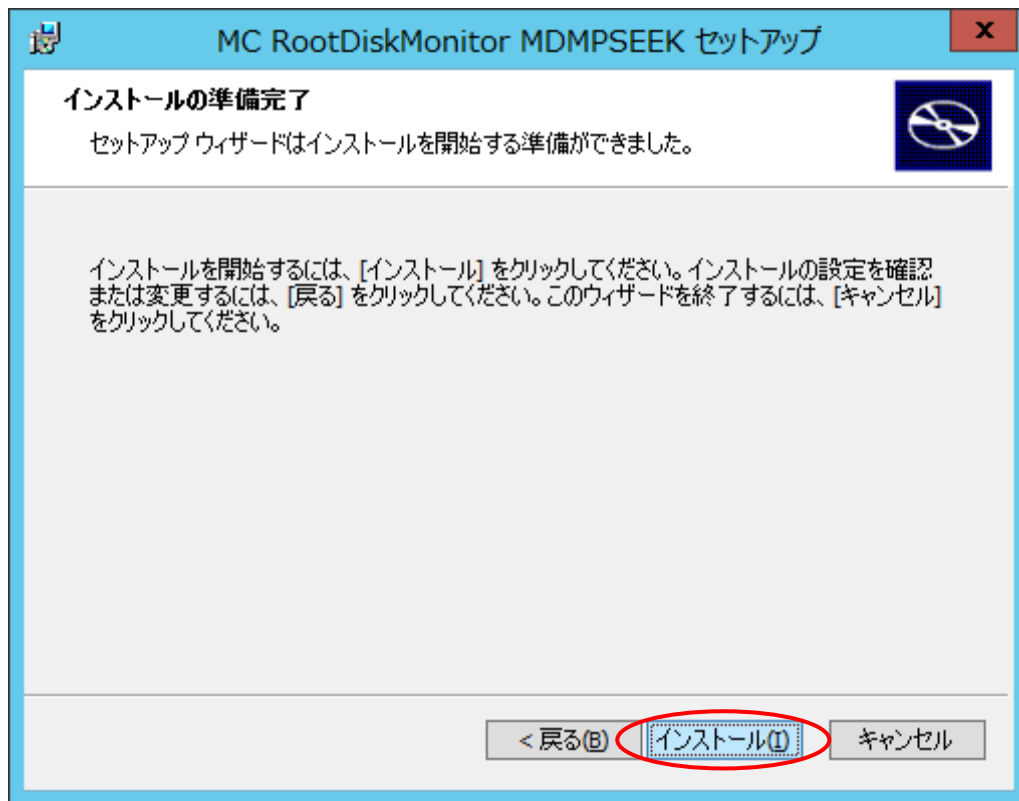 MC RootDiskMonitor MDMPSEEK セットアップ
x
インストールの準備完了
セットアップ ウィザードはインストールを開始する準備ができました。
インストールを開始するには、[インストール] をクリックしてください。インストールの設定を確認
または変更するには、[戻る] をクリックしてください。このウィザードを終了するには、[キャンセル]
をクリックしてください。
< 戻る(B)
インストール(I)
キャンセル